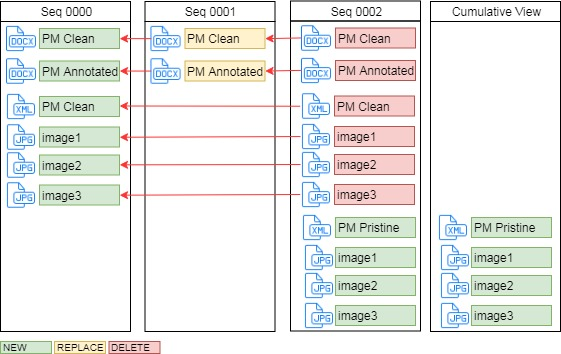 Seq 0000
Seq 0001
Seq 0002
Cumulative View
DOCX PM Clean
DOCX PM Clean
DOCX PM Clean
DOCX PM Annotated
DOCX PM Annotated
DOCX PM Annotated
XML PM Clean
XML PM Clean
JPG image1
JPG image1
JPG image2
JPG image2
JPG image3
JPG image3
XML PM Pristine
XML PM Pristine
JPG image1
JPG image1
JPG image2
JPG image2
JPG image3
JPG image3
NEW
REPLACE
DELETE